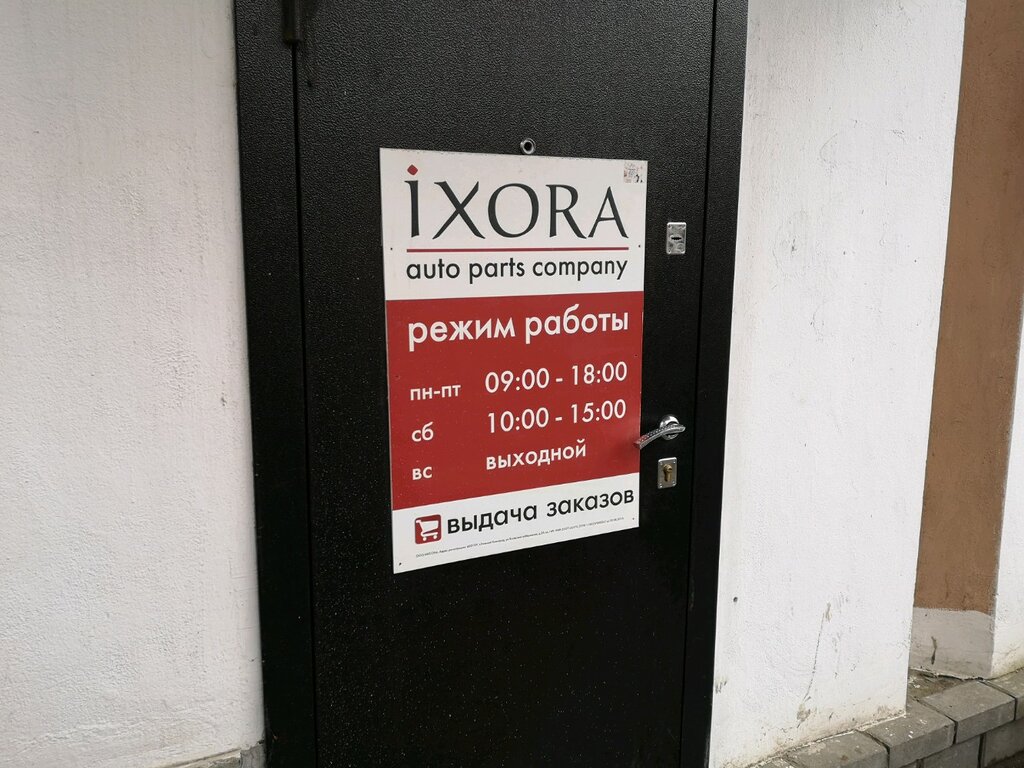 iXORA
auto parts company
режим работы
пн-пт 09:00 - 18:00
сб 10:00 - 15:00
вс выходной
выдача заказов